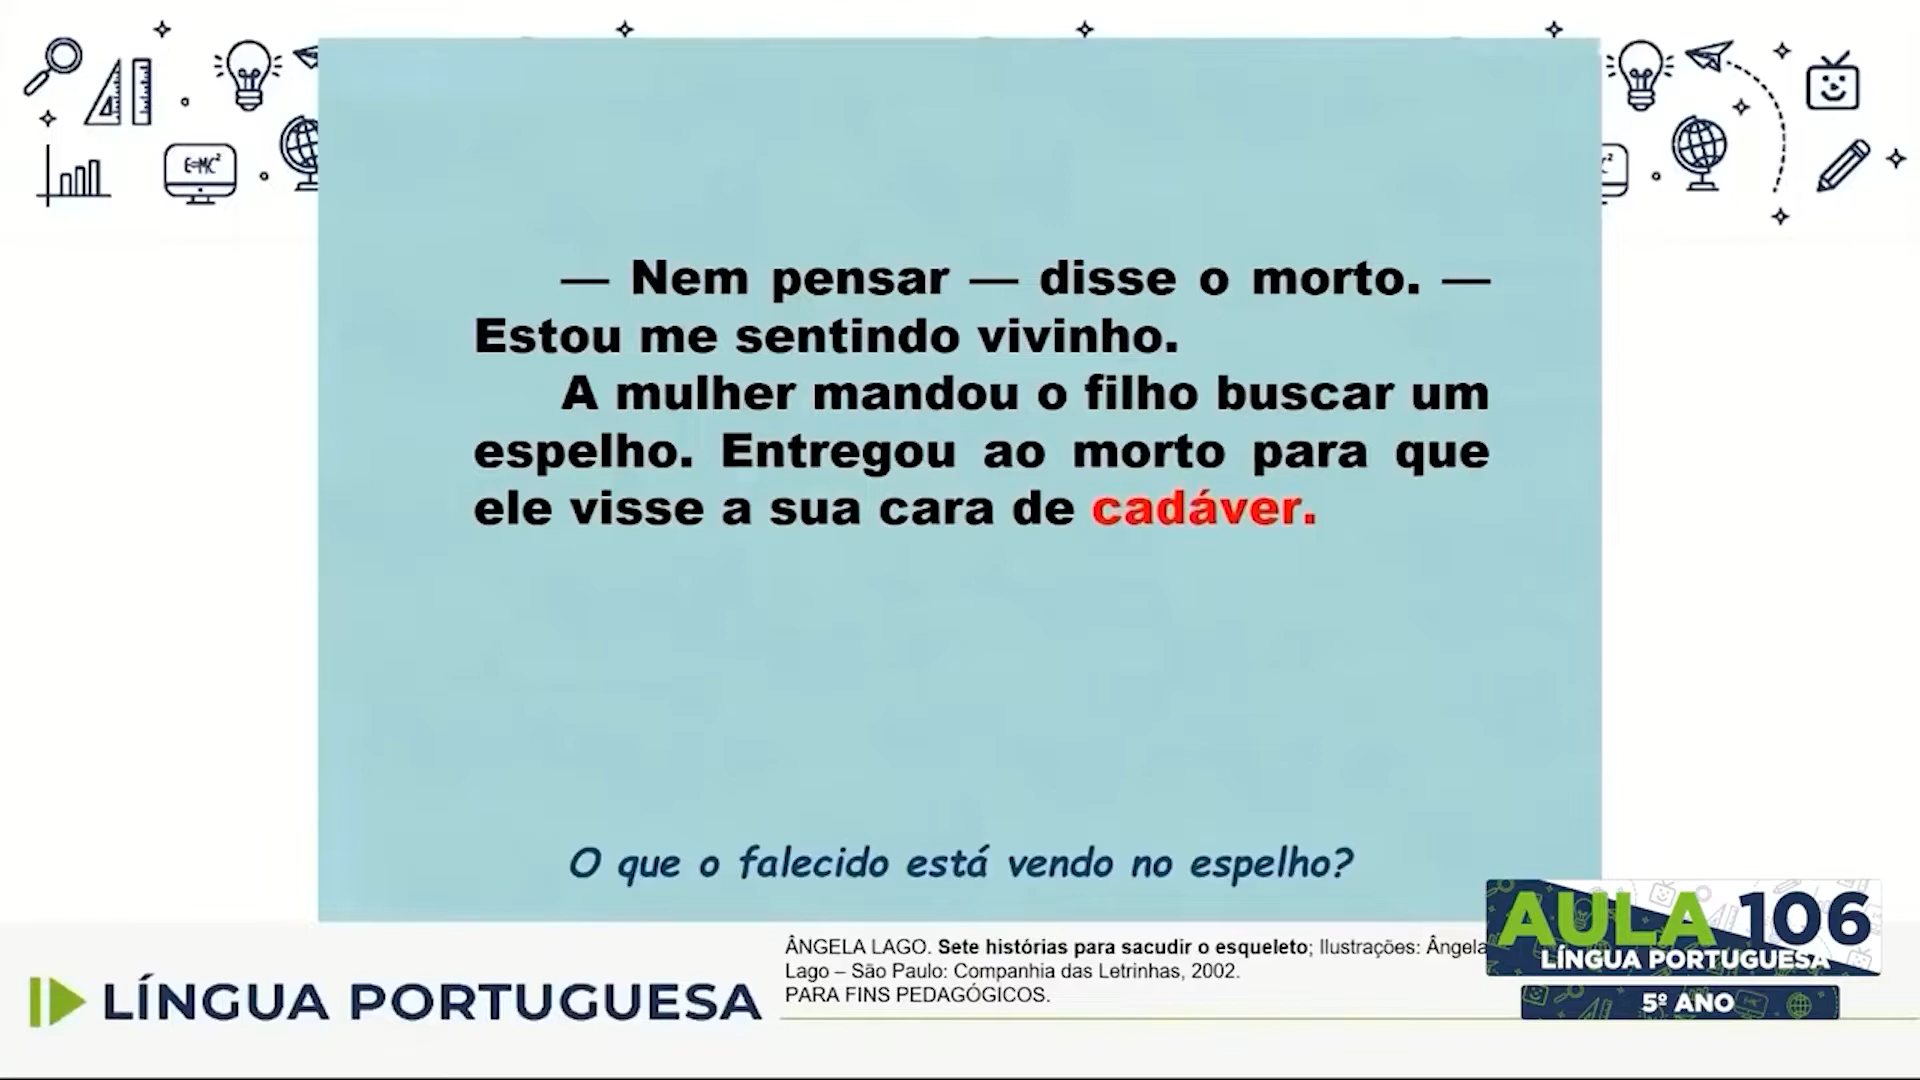 E=MC²
— Nem pensar — disse o morto. —
Estou me sentindo vivinho.
A mulher mandou o filho buscar um
espelho. Entregou ao morto para que
ele visse a sua cara de cadáver.
O que o falecido está vendo no espelho?
ÂNGELA LAGO. Sete histórias para sacudir o esqueleto; Ilustrações: Ângela
Lago – São Paulo: Companhia das Letrinhas, 2002.
PARA FINS PEDAGÓGICOS.
LÍNGUA PORTUGUESA
AULA 106
LÍNGUA PORTUGUESA
5º ANO